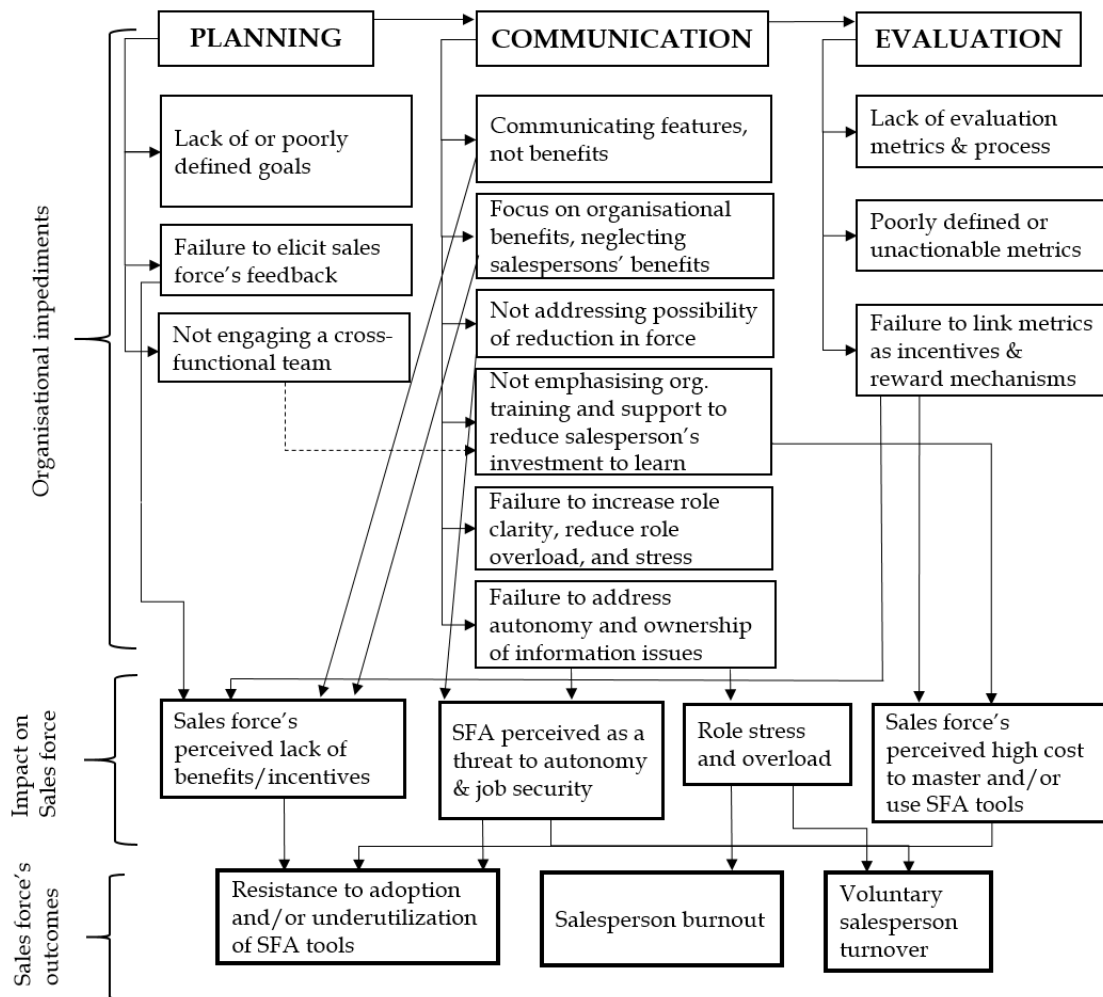 PLANNING
COMMUNICATION
EVALUATION
Organisational impediments
Lack of or poorly
defined goals
Failure to elicit sales
force's feedback
Not engaging a cross-
functional team
Communicating features,
not benefits
Focus on organisational
benefits, neglecting
salespersons' benefits
Not addressing possibility
of reduction in force
Not emphasising org.
training and support to
reduce salesperson's
investment to learn
Failure to increase role
clarity, reduce role
overload, and stress
Failure to address
autonomy and ownership
of information issues
Lack of evaluation
metrics & process
Poorly defined or
unactionable metrics
Failure to link metrics
as incentives &
reward mechanisms
Impact on
Sales force
Sales force's
perceived lack of
benefits/incentives
SFA perceived as a
threat to autonomy
& job security
Role stress
and overload
Sales force's
perceived high cost
to master and/or
use SFA tools
Sales force's
outcomes
Resistance to adoption
and/or underutilization
of SFA tools
Salesperson burnout
Voluntary
salesperson
turnover